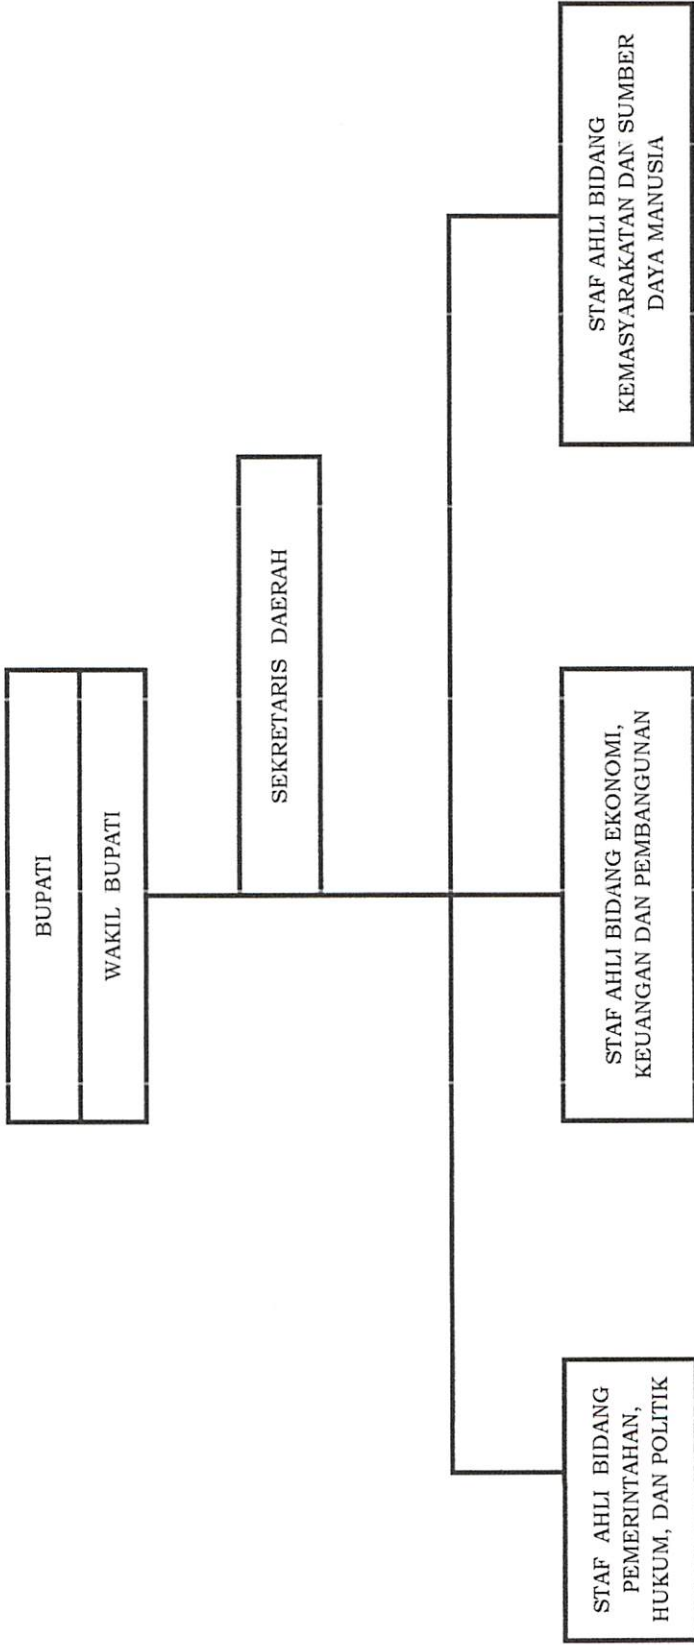 BUPATI
WAKIL BUPATI
SEKRETARIS DAERAH
STAF AHLI BIDANG
PEMERINTAHAN,
HUKUM, DAN POLITIK
STAF AHLI BIDANG EKONOMI,
KEUANGAN DAN PEMBANGUNAN
STAF AHLI BIDANG
KEMASYARAKATAN DAN SUMBER
DAYA MANUSIA